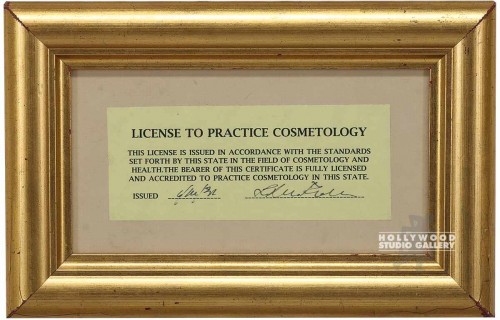 LICENSE TO PRACTICE COSMETOLOGY
THIS LICENSE IS ISSUED IN ACCORDANCE WITH THE STANDARDS
SET FORTH BY THIS STATE IN THE FIELD OF COSMETOLOGY AND
HEALTH.THE BEARER OF THIS CERTIFICATE IS FULLY LICENSED
AND ACCREDITED TO PRACTICE COSMETOLOGY IN THIS STATE.
ISSUED
HOLLYWOOD
STUDIO GALLERY